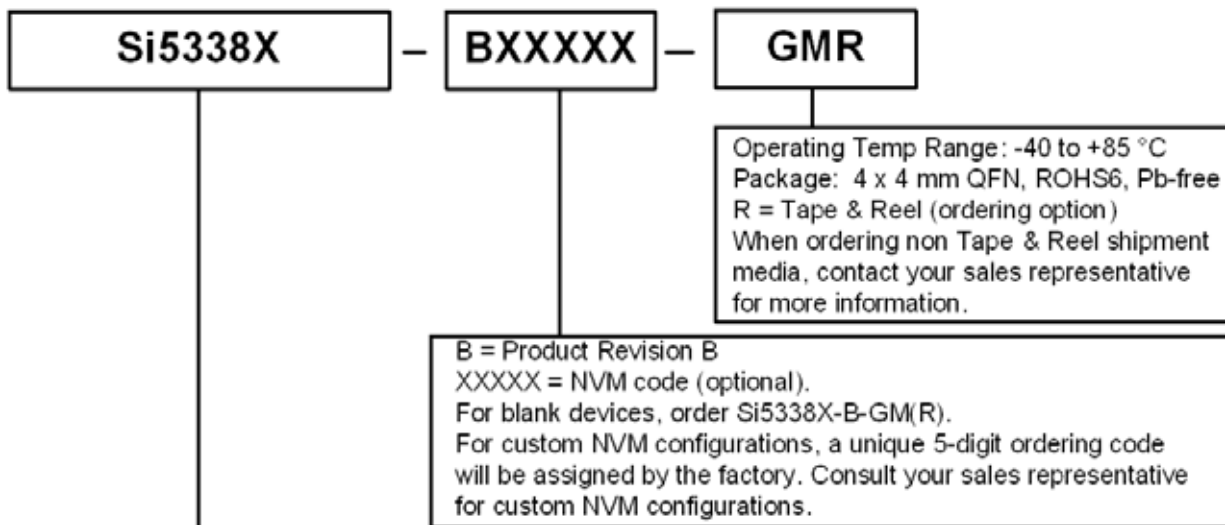 Si5338X – BXXXXX – GMR
Operating Temp Range: -40 to +85 °C
Package: 4 x 4 mm QFN, ROHS6, Pb-free
R = Tape & Reel (ordering option)
When ordering non Tape & Reel shipment
media, contact your sales representative
for more information.
B = Product Revision B
XXXXX = NVM code (optional).
For blank devices, order Si5338X-B-GM(R).
For custom NVM configurations, a unique 5-digit ordering code
will be assigned by the factory. Consult your sales representative
for custom NVM configurations.